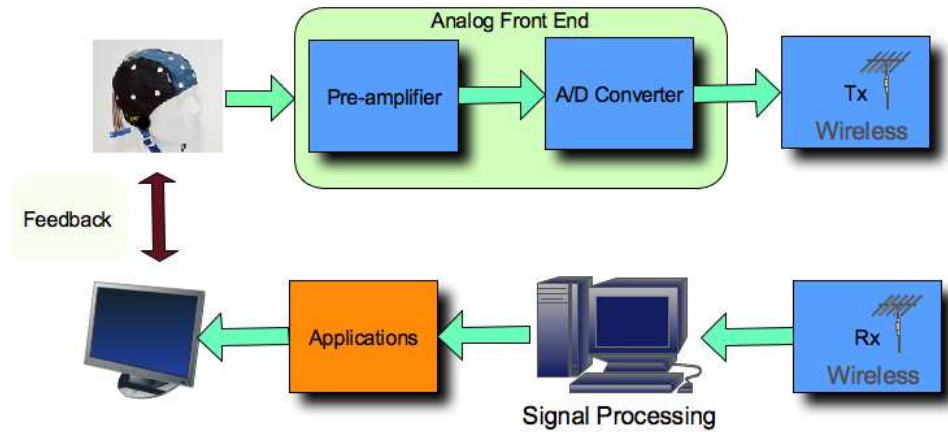 Analog Front End
Pre-amplifier
A/D Converter
Tx
Wireless
Feedback
Applications
Signal Processing
Rx
Wireless